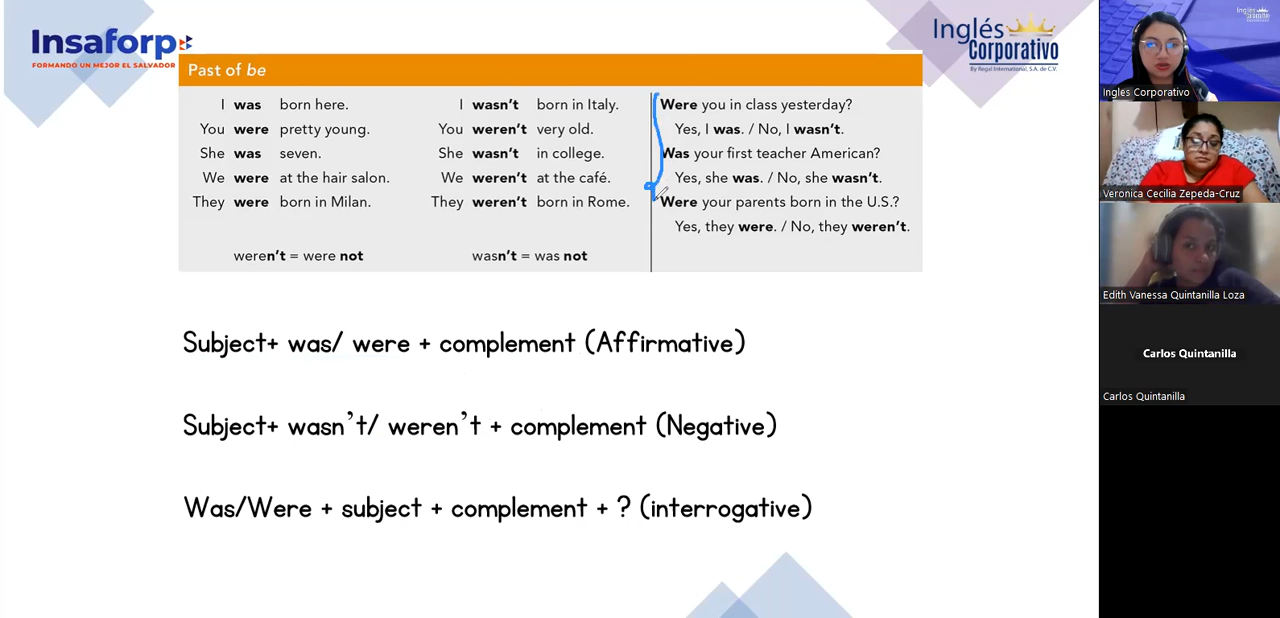 Insaforp
FORMANDO UN MEJOR EL SALVADOR
Inglés
Corporativo
By Regal International, S.A. de C.V.
Past of be
I was born here.
You were pretty young.
She was seven.
We were at the hair salon.
They were born in Milan.
weren't = were not
I wasn't born in Italy.
You weren't very old.
She wasn't in college.
We weren't at the café.
They weren't born in Rome.
wasn't = was not
Were you in class yesterday?
Yes, I was. / No, I wasn't.
Was your first teacher American?
Yes, she was. / No, she wasn't.
Were your parents born in the U.S.?
Yes, they were. / No, they weren't.
Subject+ was/ were + complement (Affirmative)
Subject+ wasn't/ weren't + complement (Negative)
Was/Were + subject + complement + ? (interrogative)
Ingles Corporativo
Veronica Cecilia Zepeda-Cruz
Edith Vanessa Quintanilla Loza
Carlos Quintanilla
Carlos Quintanilla